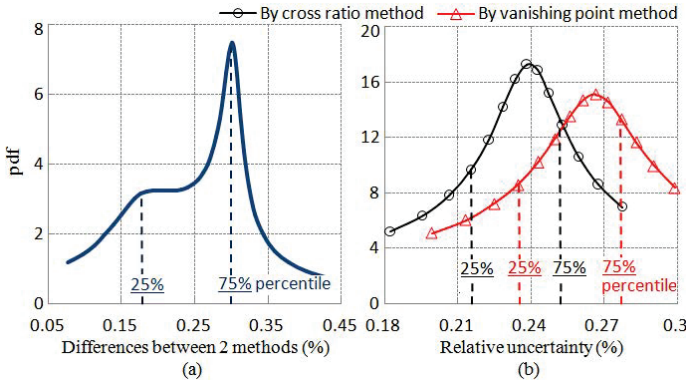 By cross ratio method By vanishing point method
8
6
4
2
0
pdf
25% 75% percentile
0.05 0.15 0.25 0.35 0.45
Differences between 2 methods (%)
(a)
20
16
12
8
4
0
25% 25% 75% 75%
percentile
0.18 0.21 0.24 0.27 0.3
Relative uncertainty (%)
(b)